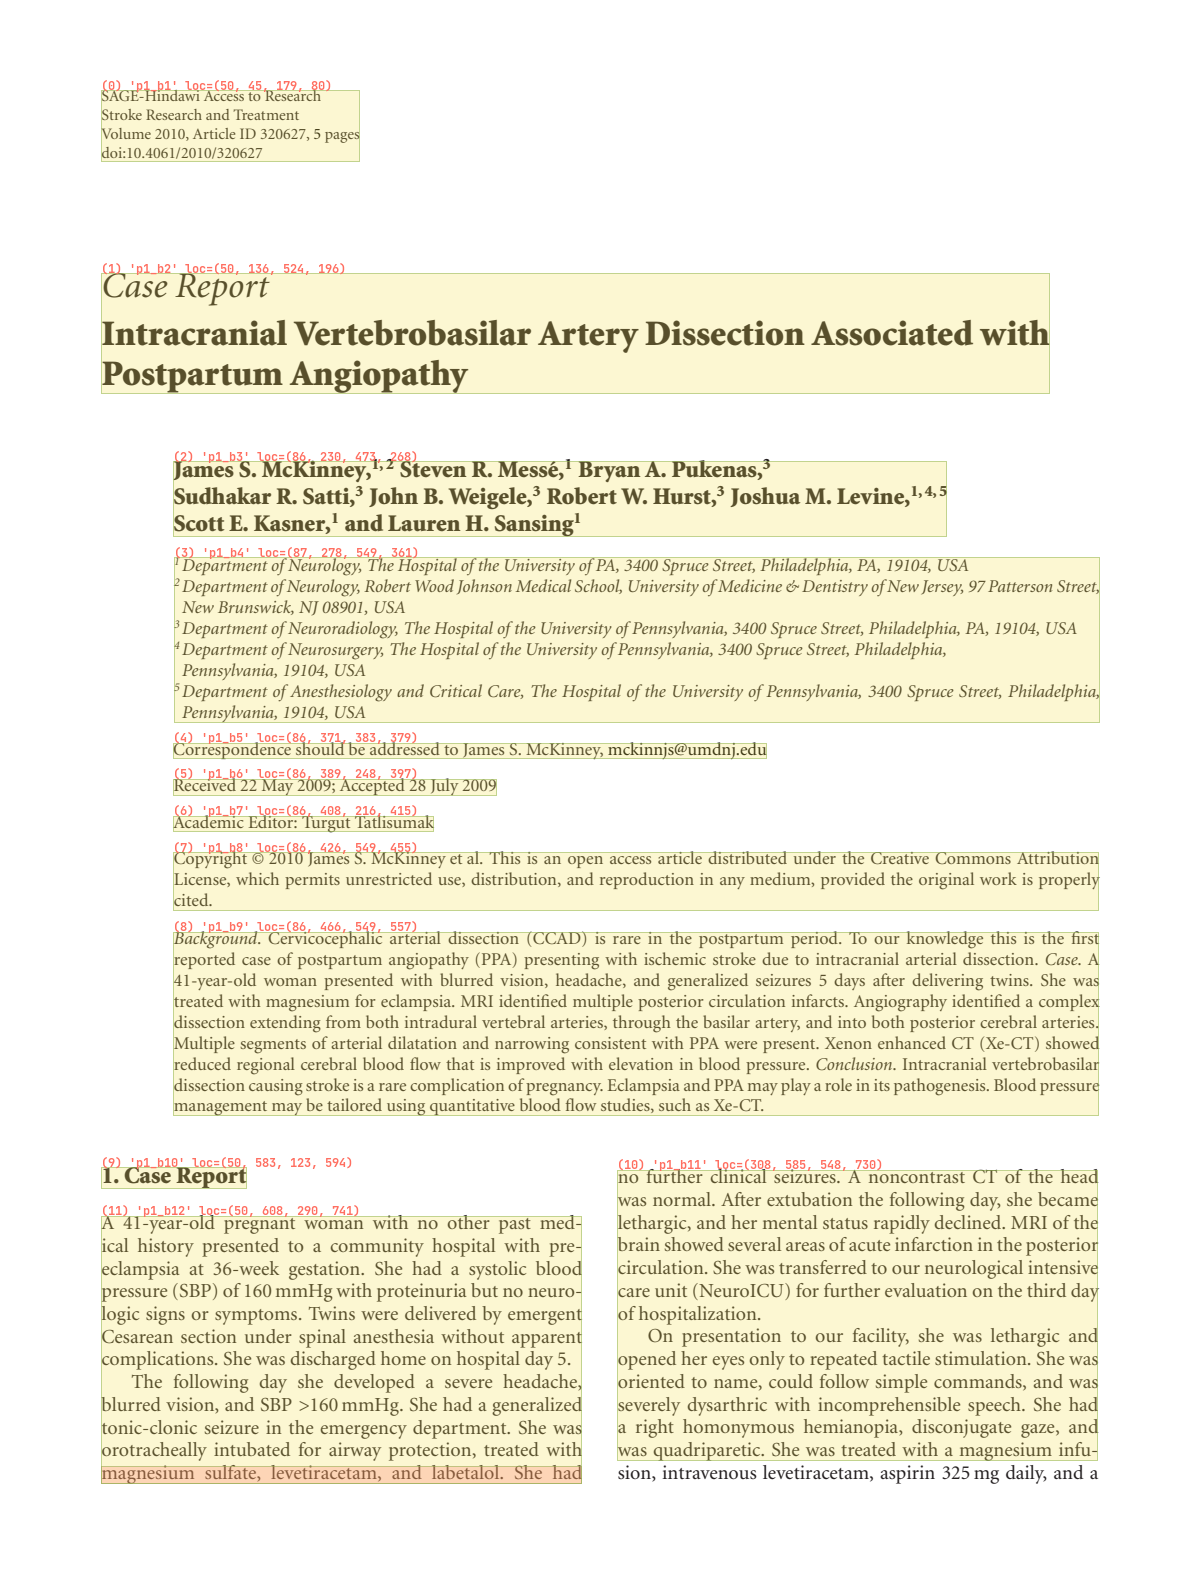 (0) 'p1_b1' loc=(50, 45, 179, 80)
SAGE-Hindawi Access to Research
Stroke Research and Treatment
Volume 2010, Article ID 320627, 5 pages
doi:10.4061/2010/320627
(1) 'p1_b2' loc=(50, 136, 524, 196)
Case Report
Intracranial Vertebrobasilar Artery Dissection Associated with
Postpartum Angiopathy
(2) 'p1_b3' loc=(86, 230, 473, 268)
James S. McKinney,1, 2 Steven R. Messé,1 Bryan A. Pukenas,3
Sudhakar R. Satti,3 John B. Weigele,3 Robert W. Hurst,3 Joshua M. Levine,1, 4, 5
Scott E. Kasner,1 and Lauren H. Sansing1
(3) 'p1_b4' loc=(87, 278, 549, 361)
1 Department of Neurology, The Hospital of the University of PA, 3400 Spruce Street, Philadelphia, PA, 19104, USA
2 Department of Neurology, Robert Wood Johnson Medical School, University of Medicine & Dentistry of New Jersey, 97 Patterson Street,
New Brunswick, NJ 08901, USA
3 Department of Neuroradiology, The Hospital of the University of Pennsylvania, 3400 Spruce Street, Philadelphia, PA, 19104, USA
4 Department of Neurosurgery, The Hospital of the University of Pennsylvania, 3400 Spruce Street, Philadelphia,
Pennsylvania, 19104, USA
5 Department of Anesthesiology and Critical Care, The Hospital of the University of Pennsylvania, 3400 Spruce Street, Philadelphia,
Pennsylvania, 19104, USA
(4) 'p1_b5' loc=(86, 371, 383, 379)
Correspondence should be addressed to James S. McKinney, mckinnjs@umdnj.edu
(5) 'p1_b6' loc=(86, 389, 248, 397)
Received 22 May 2009; Accepted 28 July 2009
(6) 'p1_b7' loc=(86, 408, 216, 415)
Academic Editor: Turgut Tatlisumak
(7) 'p1_b8' loc=(86, 426, 549, 455)
Copyright © 2010 James S. McKinney et al. This is an open access article distributed under the Creative Commons Attribution
License, which permits unrestricted use, distribution, and reproduction in any medium, provided the original work is properly
cited.
(8) 'p1_b9' loc=(86, 466, 549, 557)
Background. Cervicocephalic arterial dissection (CCAD) is rare in the postpartum period. To our knowledge this is the first
reported case of postpartum angiopathy (PPA) presenting with ischemic stroke due to intracranial arterial dissection. Case. A
41-year-old woman presented with blurred vision, headache, and generalized seizures 5 days after delivering twins. She was
treated with magnesium for eclampsia. MRI identified multiple posterior circulation infarcts. Angiography identified a complex
dissection extending from both intradural vertebral arteries, through the basilar artery, and into both posterior cerebral arteries.
Multiple segments of arterial dilatation and narrowing consistent with PPA were present. Xenon enhanced CT (Xe-CT) showed
reduced regional cerebral blood flow that is improved with elevation in blood pressure. Conclusion. Intracranial vertebrobasilar
dissection causing stroke is a rare complication of pregnancy. Eclampsia and PPA may play a role in its pathogenesis. Blood pressure
management may be tailored using quantitative blood flow studies, such as Xe-CT.
(9) 'p1_b10' loc=(50, 583, 123, 594)
1. Case Report
(11) 'p1_b12' loc=(50, 608, 290, 741)
A 41-year-old pregnant woman with no other past med-
ical history presented to a community hospital with pre-
eclampsia at 36-week gestation. She had a systolic blood
pressure (SBP) of 160 mmHg with proteinuria but no neuro-
logic signs or symptoms. Twins were delivered by emergent
Cesarean section under spinal anesthesia without apparent
complications. She was discharged home on hospital day 5.
The following day she developed a severe headache,
blurred vision, and SBP >160 mmHg. She had a generalized
tonic-clonic seizure in the emergency department. She was
orotracheally intubated for airway protection, treated with
magnesium sulfate, levetiracetam, and labetalol. She had
(10) 'p1_b11' loc=(308, 585, 548, 730)
no further clinical seizures. A noncontrast CT of the head
was normal. After extubation the following day, she became
lethargic, and her mental status rapidly declined. MRI of the
brain showed several areas of acute infarction in the posterior
circulation. She was transferred to our neurological intensive
care unit (NeuroICU) for further evaluation on the third day
of hospitalization.
On presentation to our facility, she was lethargic and
opened her eyes only to repeated tactile stimulation. She was
oriented to name, could follow simple commands, and was
severely dysarthric with incomprehensible speech. She had
a right homonymous hemianopia, disconjugate gaze, and
was quadriparetic. She was treated with a magnesium infu-
sion, intravenous levetiracetam, aspirin 325 mg daily, and a